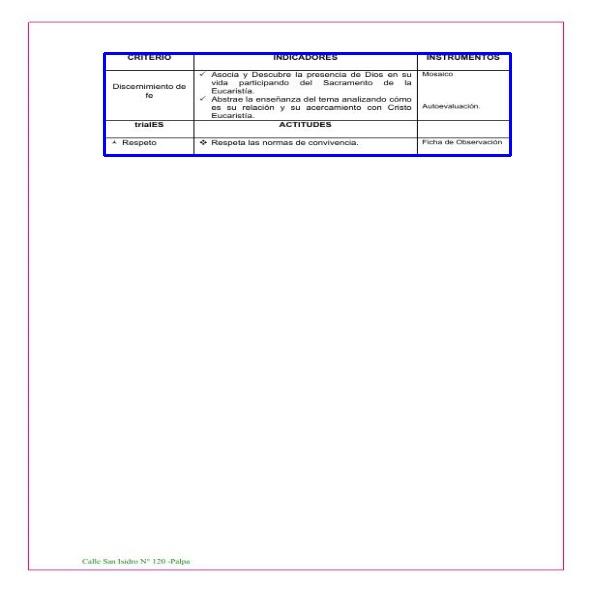 CRITERIO INDICADORES INSTRUMENTOS
Discernimiento de fe
✓ Asocia y Descubre la presencia de Dios en su
vida participando del Sacramento de la
Eucaristía.
✓ Abstrae la enseñanza del tema analizando cómo
es su relación y su acercamiento con Cristo
Eucaristía.
Mosaico
Autoevaluación.
trialES ACTITUDES
Respeto
❖ Respeta las normas de convivencia.
Ficha de Observación
Calle San Isidro N° 120 -Palpa